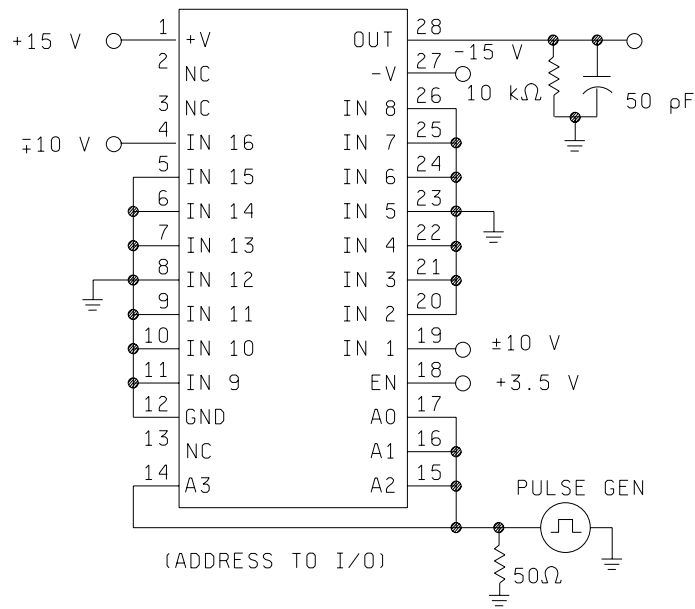 +15 V
1
+V
2
NC
3
NC
4
∓10 V
IN 16
5
IN 15
6
IN 14
7
IN 13
8
IN 12
9
IN 11
10
IN 10
11
IN 9
12
GND
13
NC
14
A3
OUT
28
-15 V
-V
27
10 kΩ
50 pF
IN 8
26
IN 7
25
IN 6
24
IN 5
23
IN 4
22
IN 3
21
IN 2
20
IN 1
19
±10 V
EN
18
+3.5 V
A0
17
A1
16
A2
15
PULSE GEN
50Ω
(ADDRESS TO I/O)